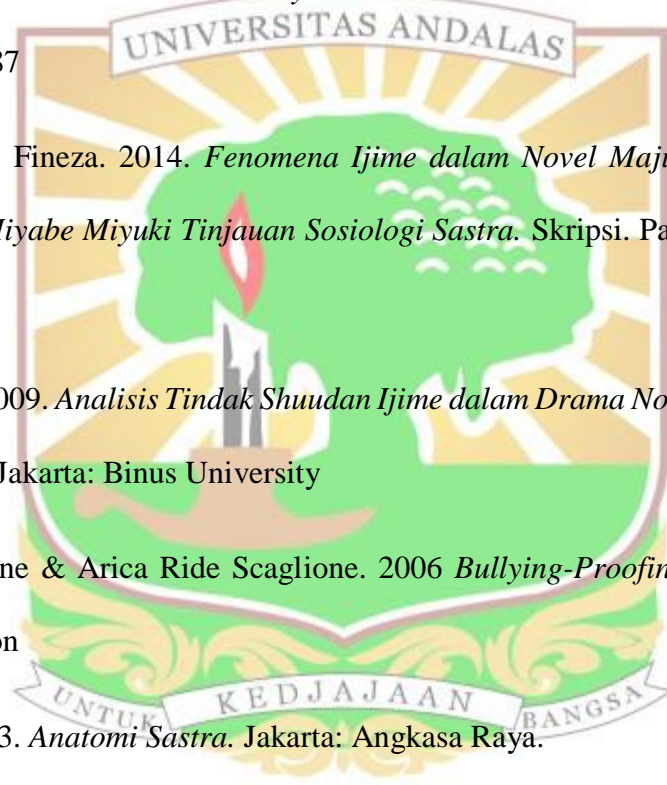 UNIVERSITAS ANDALAS
37
Fineza. 2014. Fenomena Ijime dalam Novel Maju
Miyabe Miyuki Tinjauan Sosiologi Sastra. Skripsi. Pa
009. Analisis Tindak Shuudan Ijime dalam Drama No
Jakarta: Binus University
ne & Arica Ride Scaglione. 2006 Bullying-Proofin
on
UNTUK KEDJAJAAN BANGSA
3. Anatomi Sastra. Jakarta: Angkasa Raya.